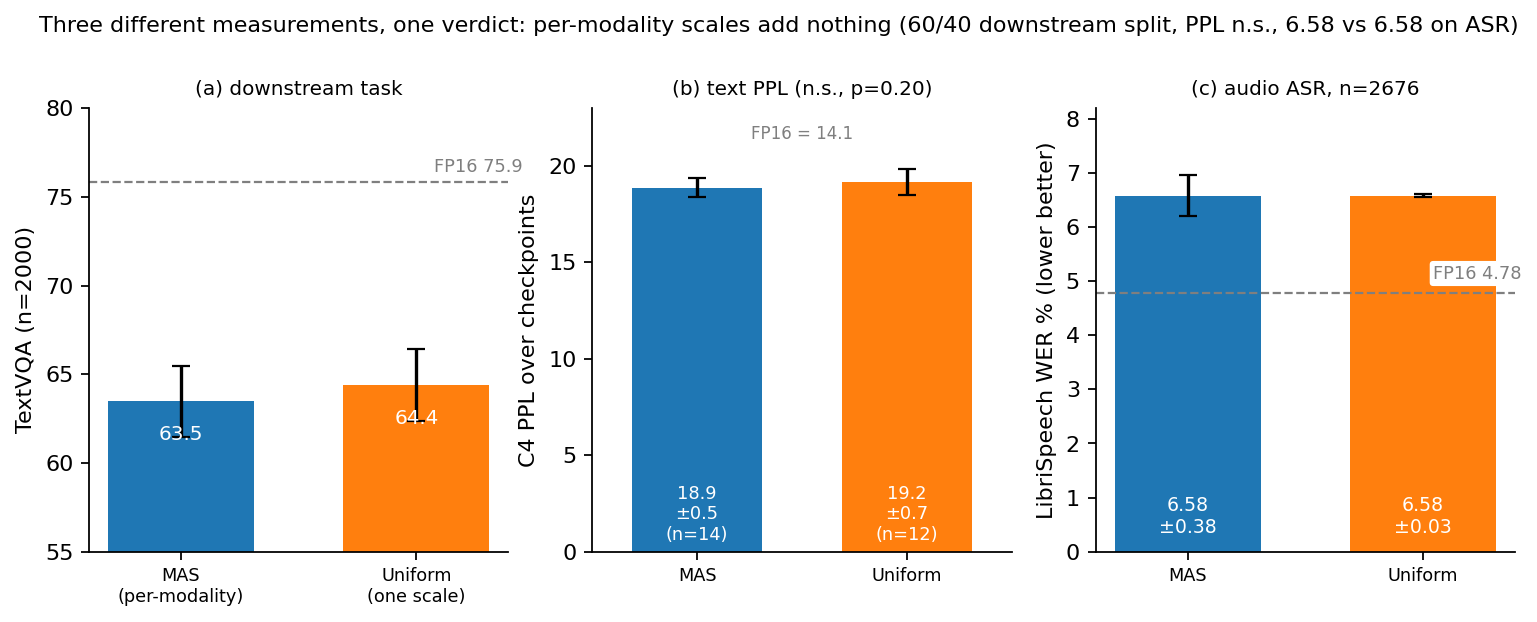 Three different measurements, one verdict: per-modality scales add nothing (60/40 downstream split, PPL n.s., 6.58 vs 6.58 on ASR)
(a) downstream task
TextVQA (n=2000)
80
75
70
65
60
55
FP16 75.9
63.5
64.4
MAS
(per-modality)
Uniform
(one scale)
(b) text PPL (n.s., p=0.20)
C4 PPL over checkpoints
20
15
10
5
0
FP16 = 14.1
18.9
±0.5
(n=14)
19.2
±0.7
(n=12)
MAS
Uniform
(c) audio ASR, n=2676
LibriSpeech WER % (lower better)
8
7
6
5
4
3
2
1
0
FP16 4.78
6.58
±0.38
6.58
±0.03
MAS
Uniform